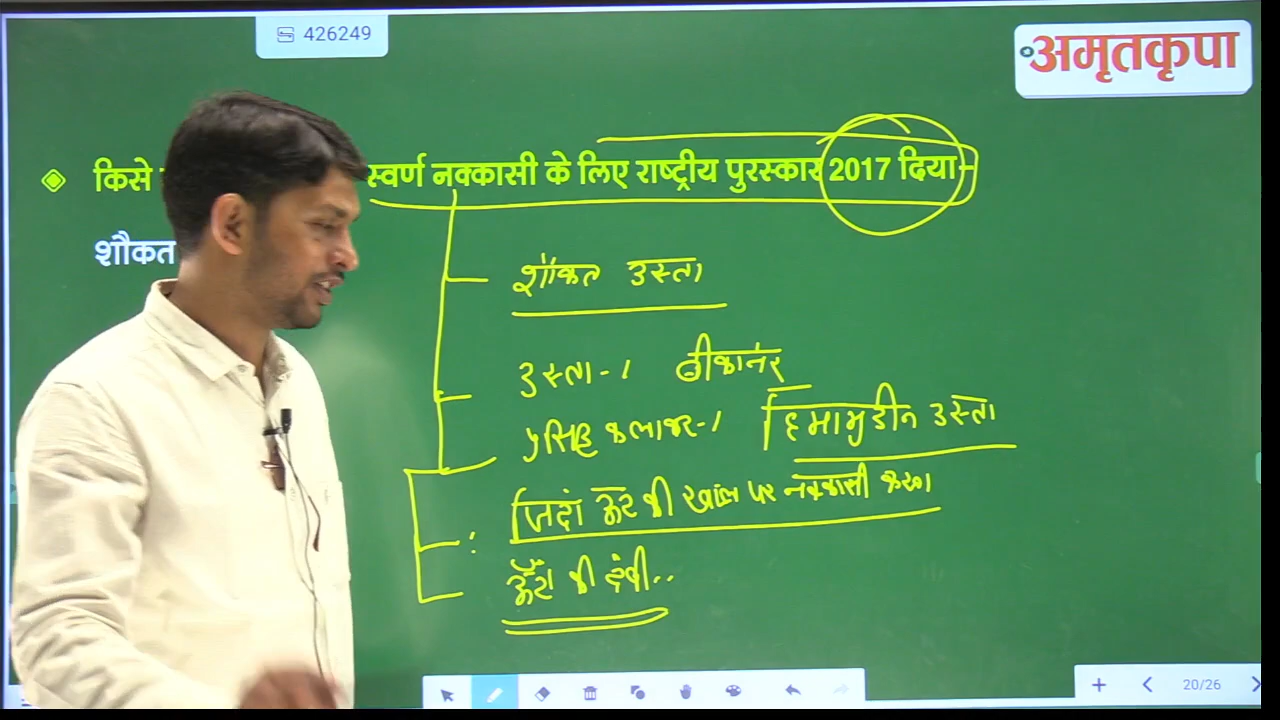 426249
अमृतकृपा
किसे स्वर्ण नक्कासी के लिए राष्ट्रीय पुरस्कार 2017 दिया-
शौकत
शौकत उस्ता
उस्ता-। बीकानेर
प्रसिद्ध कलाकार-। हिमामुद्दीन उस्ता
जिंदा ऊंट की खाल पर नक्कासी करना
ऊँटों की देवी..
20/26